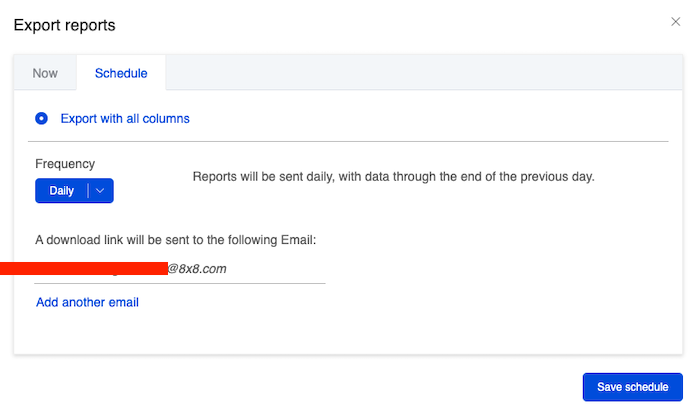 Export reports
Now
Schedule
Export with all columns
Frequency
Daily
Reports will be sent daily, with data through the end of the previous day.
A download link will be sent to the following Email:
@8x8.com
Add another email
Save schedule